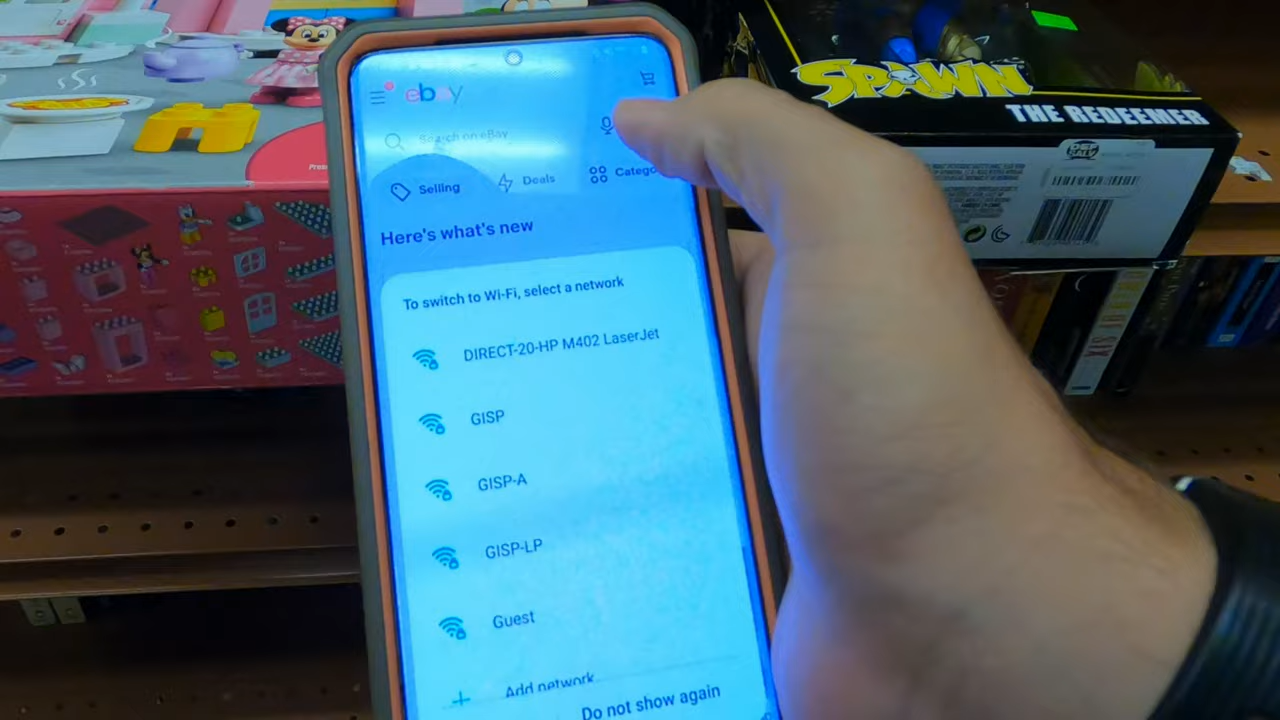 ebay
Search on eBay
Selling
Deals
Catego
Here's what's new
To switch to Wi-Fi, select a network
DIRECT-20-HP M402 LaserJet
GISP
GISP-A
GISP-LP
Guest
Add network
Do not show again
SPAWN
THE REDEEMER